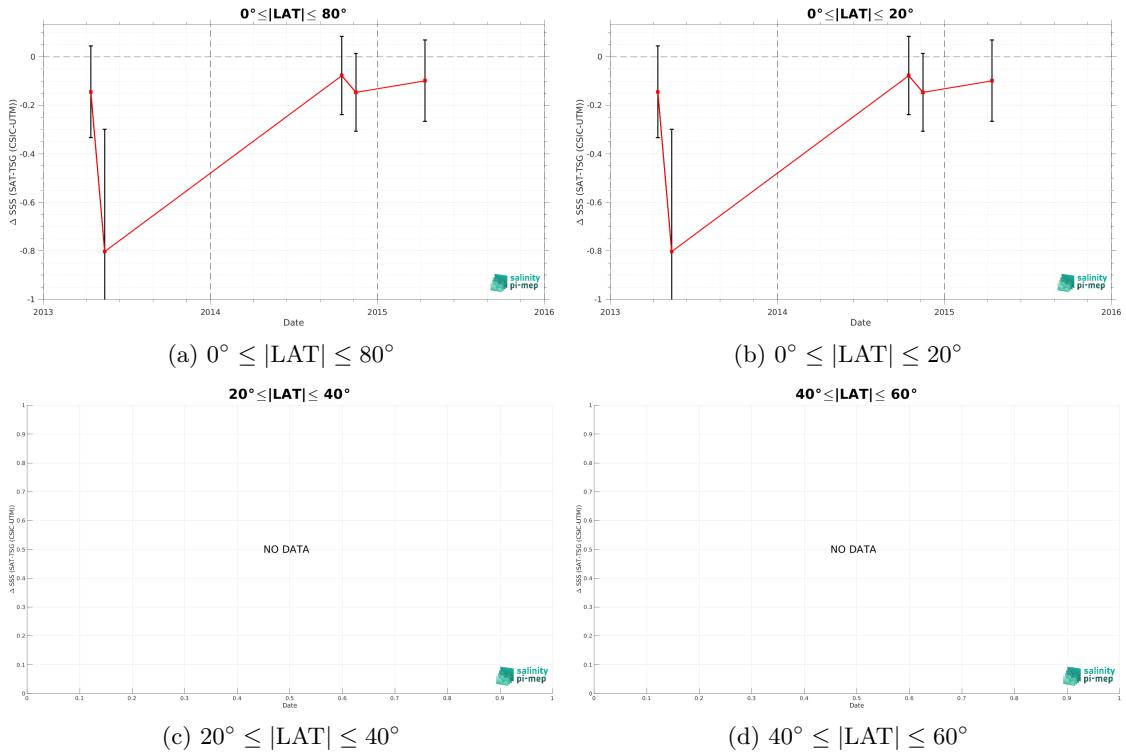 0°≤|LAT|≤ 80°
Δ SSS (SAT-TSG (CSIC-UTM))
0
-0.2
-0.4
-0.6
-0.8
-1
2013
2014
2015
2016
Date
salinity
pi-mep
(a) 0° ≤ |LAT| ≤ 80°
0°≤|LAT|≤ 20°
Δ SSS (SAT-TSG (CSIC-UTM))
0
-0.2
-0.4
-0.6
-0.8
-1
2013
2014
2015
2016
Date
salinity
pi-mep
(b) 0° ≤ |LAT| ≤ 20°
20°≤|LAT|≤ 40°
Δ SSS (SAT-TSG (CSIC-UTM))
1
0.9
0.8
0.7
0.6
0.5
0.4
0.3
0.2
0.1
0
NO DATA
0 0.1 0.2 0.3 0.4 0.5 0.6 0.7 0.8 0.9 1
Date
salinity
pi-mep
(c) 20° ≤ |LAT| ≤ 40°
40°≤|LAT|≤ 60°
Δ SSS (SAT-TSG (CSIC-UTM))
1
0.9
0.8
0.7
0.6
0.5
0.4
0.3
0.2
0.1
0
NO DATA
0 0.1 0.2 0.3 0.4 0.5 0.6 0.7 0.8 0.9 1
Date
salinity
pi-mep
(d) 40° ≤ |LAT| ≤ 60°